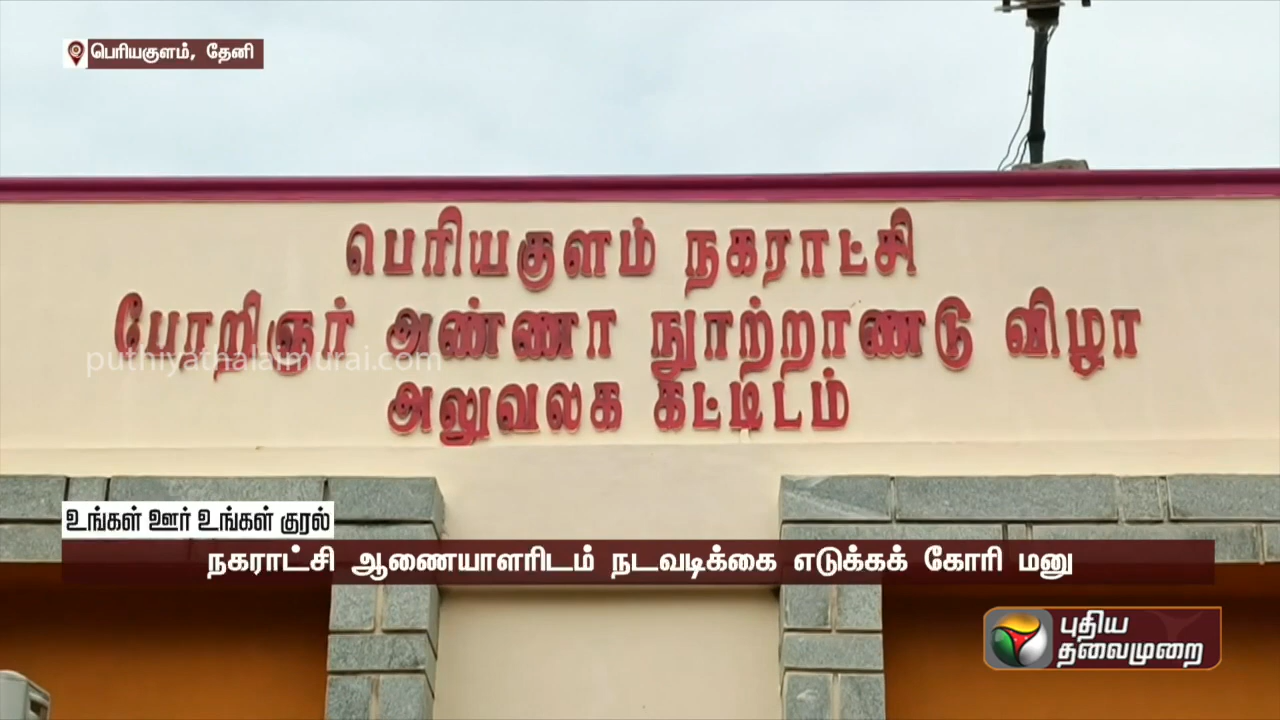 பெரியகுளம், தேனி
பெரியகுளம் நகராட்சி
பேரறிஞர் அண்ணா நூற்றாண்டு விழா
puthiyathalaimurai.com
அலுவலக கட்டிடம்
உங்கள் ஊர் உங்கள் குரல்
நகராட்சி ஆணையாளரிடம் நடவடிக்கை எடுக்கக் கோரி மனு
புதிய
தலைமுறை